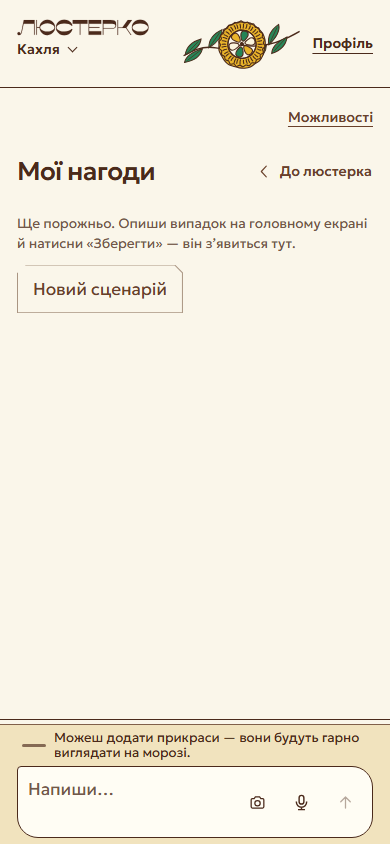 ЛЮСТЕРКО
Кахля
Профіль
Можливості
Мої нагоди
До люстерка
Ще порожньо. Опиши випадок на головному екрані
й натисни «Зберегти» — він з’явиться тут.
Новий сценарій
Можеш додати прикраси — вони будуть гарно
виглядати на морозі.
Напиши…